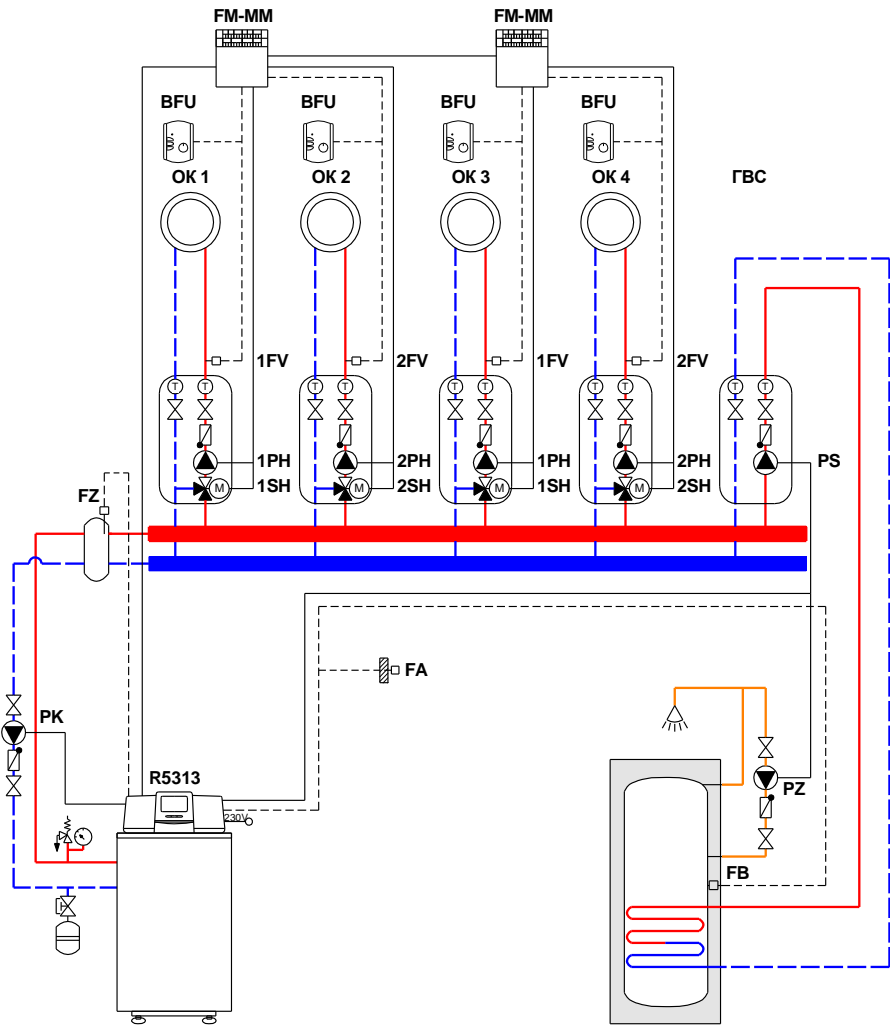 FM-MM FM-MM
BFU BFU BFU BFU
ОК 1 ОК 2 ОК 3 ОК 4 ГВС
1FV 2FV 1FV 2FV
T T T T T T T T T T
1PH 2PH 1PH 2PH PS
M 1SH M 2SH M 1SH M 2SH
FZ
FA
PK
R5313
PZ
230V
FB